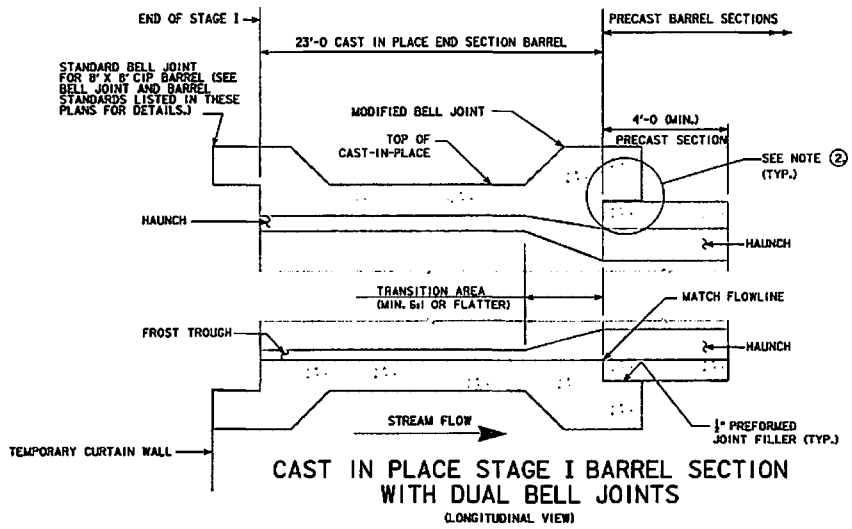 END OF STAGE I
PRECAST BARREL SECTIONS
23'-0 CAST IN PLACE END SECTION BARREL
STANDARD BELL JOINT
FOR 8' X 8' CIP BARREL (SEE
BELL JOINT AND BARREL
STANDARDS LISTED IN THESE
PLANS FOR DETAILS.)
MODIFIED BELL JOINT
4'-0 (MIN.)
PRECAST SECTION
TOP OF
CAST-IN-PLACE
SEE NOTE ②
(TYP.)
HAUNCH
HAUNCH
TRANSITION AREA
(MIN. 6:1 OR FLATTER)
MATCH FLOWLINE
FROST TROUGH
HAUNCH
STREAM FLOW
TEMPORARY CURTAIN WALL
" PREFORMED
JOINT FILLER (TYP.)
CAST IN PLACE STAGE I BARREL SECTION
WITH DUAL BELL JOINTS
(LONGITUDINAL VIEW)